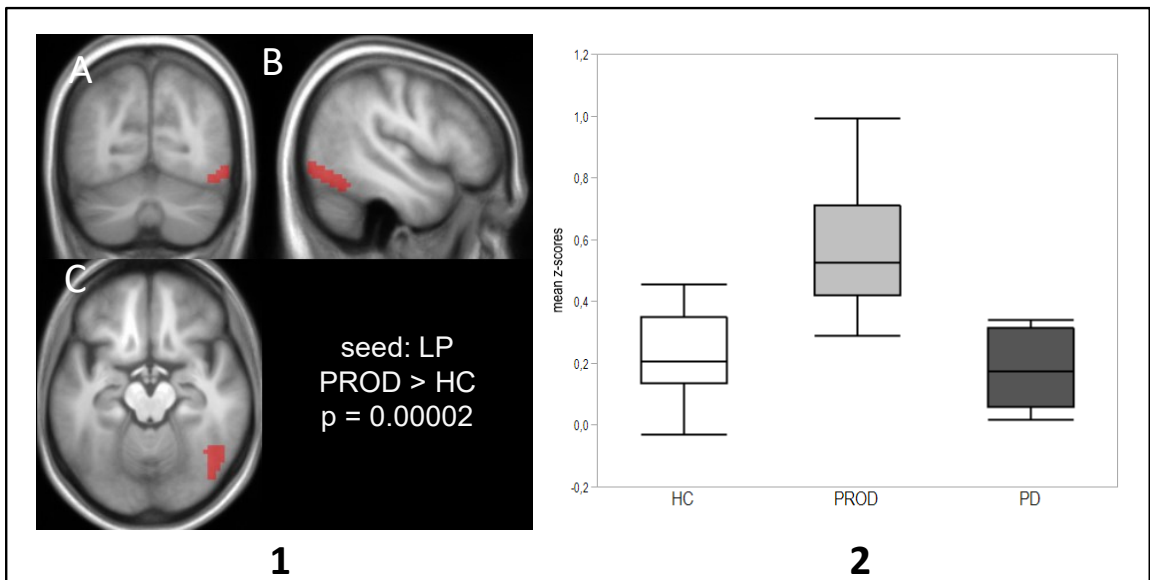 A
B
C
seed: LP
PROD > HC
p = 0.00002
1
mean z-scores
1,2
1,0
0,8
0,6
0,4
0,2
0,0
-0,2
HC
PROD
PD
2